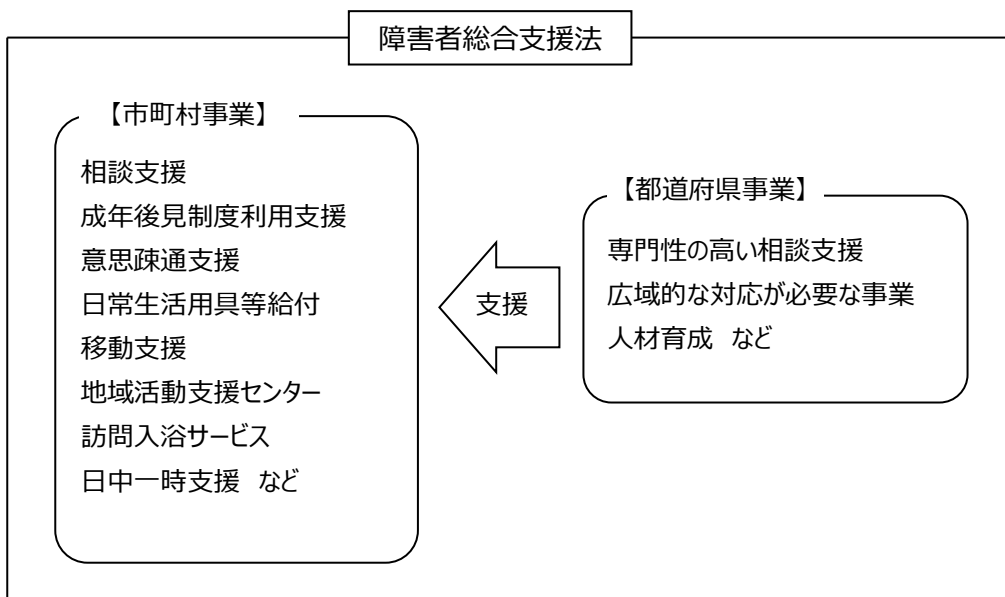 障害者総合支援法
【市町村事業】
相談支援
成年後見制度利用支援
意思疎通支援
日常生活用具等給付
移動支援
地域活動支援センター
訪問入浴サービス
日中一時支援 など
支援
【都道府県事業】
専門性の高い相談支援
広域的な対応が必要な事業
人材育成 など